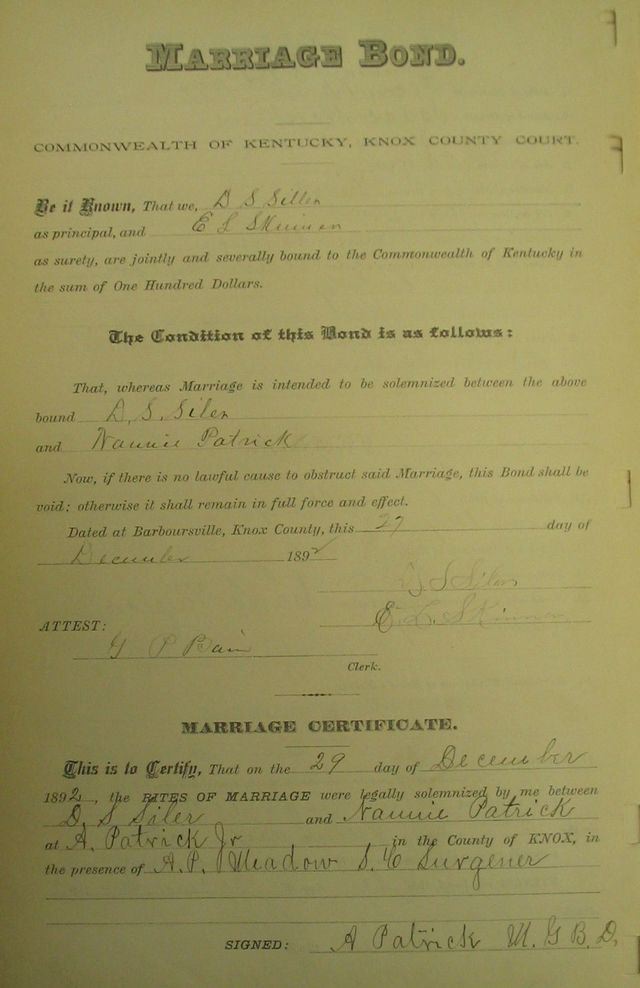 MARRIAGE BOND.
COMMONWEALTH OF KENTUCKY, KNOX COUNTY COURT.
Be it Known, That we, D S Siler
as principal, and E L Skinner
as surety, are jointly and severally bound to the Commonwealth of Kentucky in
the sum of One Hundred Dollars.
The Condition of this Bond is as follows:
That, whereas Marriage is intended to be solemnized between the above
bound D. S. Siler
and Nannie Patrick
Now, if there is no lawful cause to obstruct said Marriage, this Bond shall be
void; otherwise it shall remain in full force and effect.
Dated at Barboursville, Knox County, this 27 day of
December 1892
D. S Siler
E. L. Skinner
ATTEST:
G P Bain
Clerk.
MARRIAGE CERTIFICATE.
This is to Certify, That on the 29 day of December
1892, the RITES OF MARRIAGE were legally solemnized by me between
D. S Siler and Nannie Patrick
at A. Patrick Jr in the County of KNOX, in
the presence of A. P. Meadow Surgener
SIGNED: A Patrick M. G B. D.